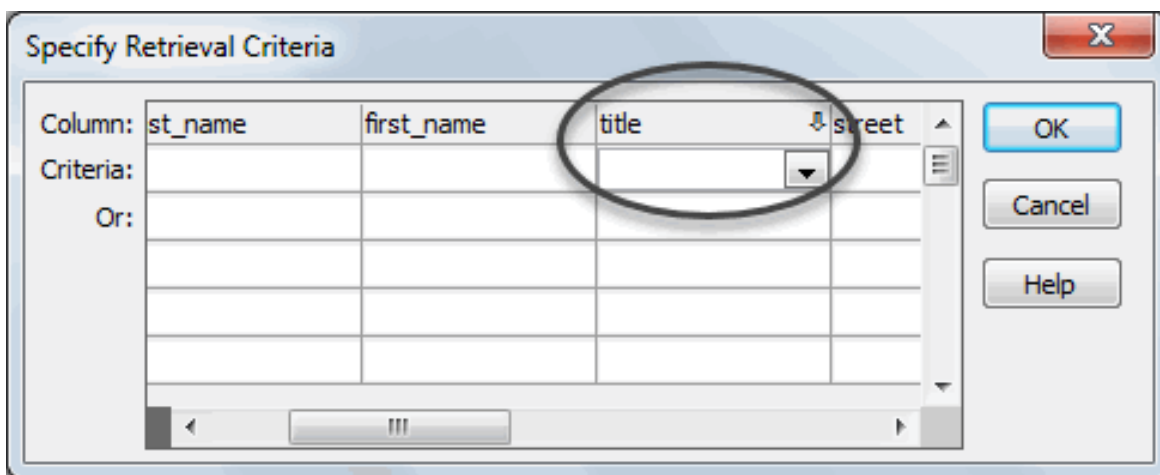 Specify Retrieval Criteria
Column: st_name first_name title street
Criteria:
Or:
OK
Cancel
Help